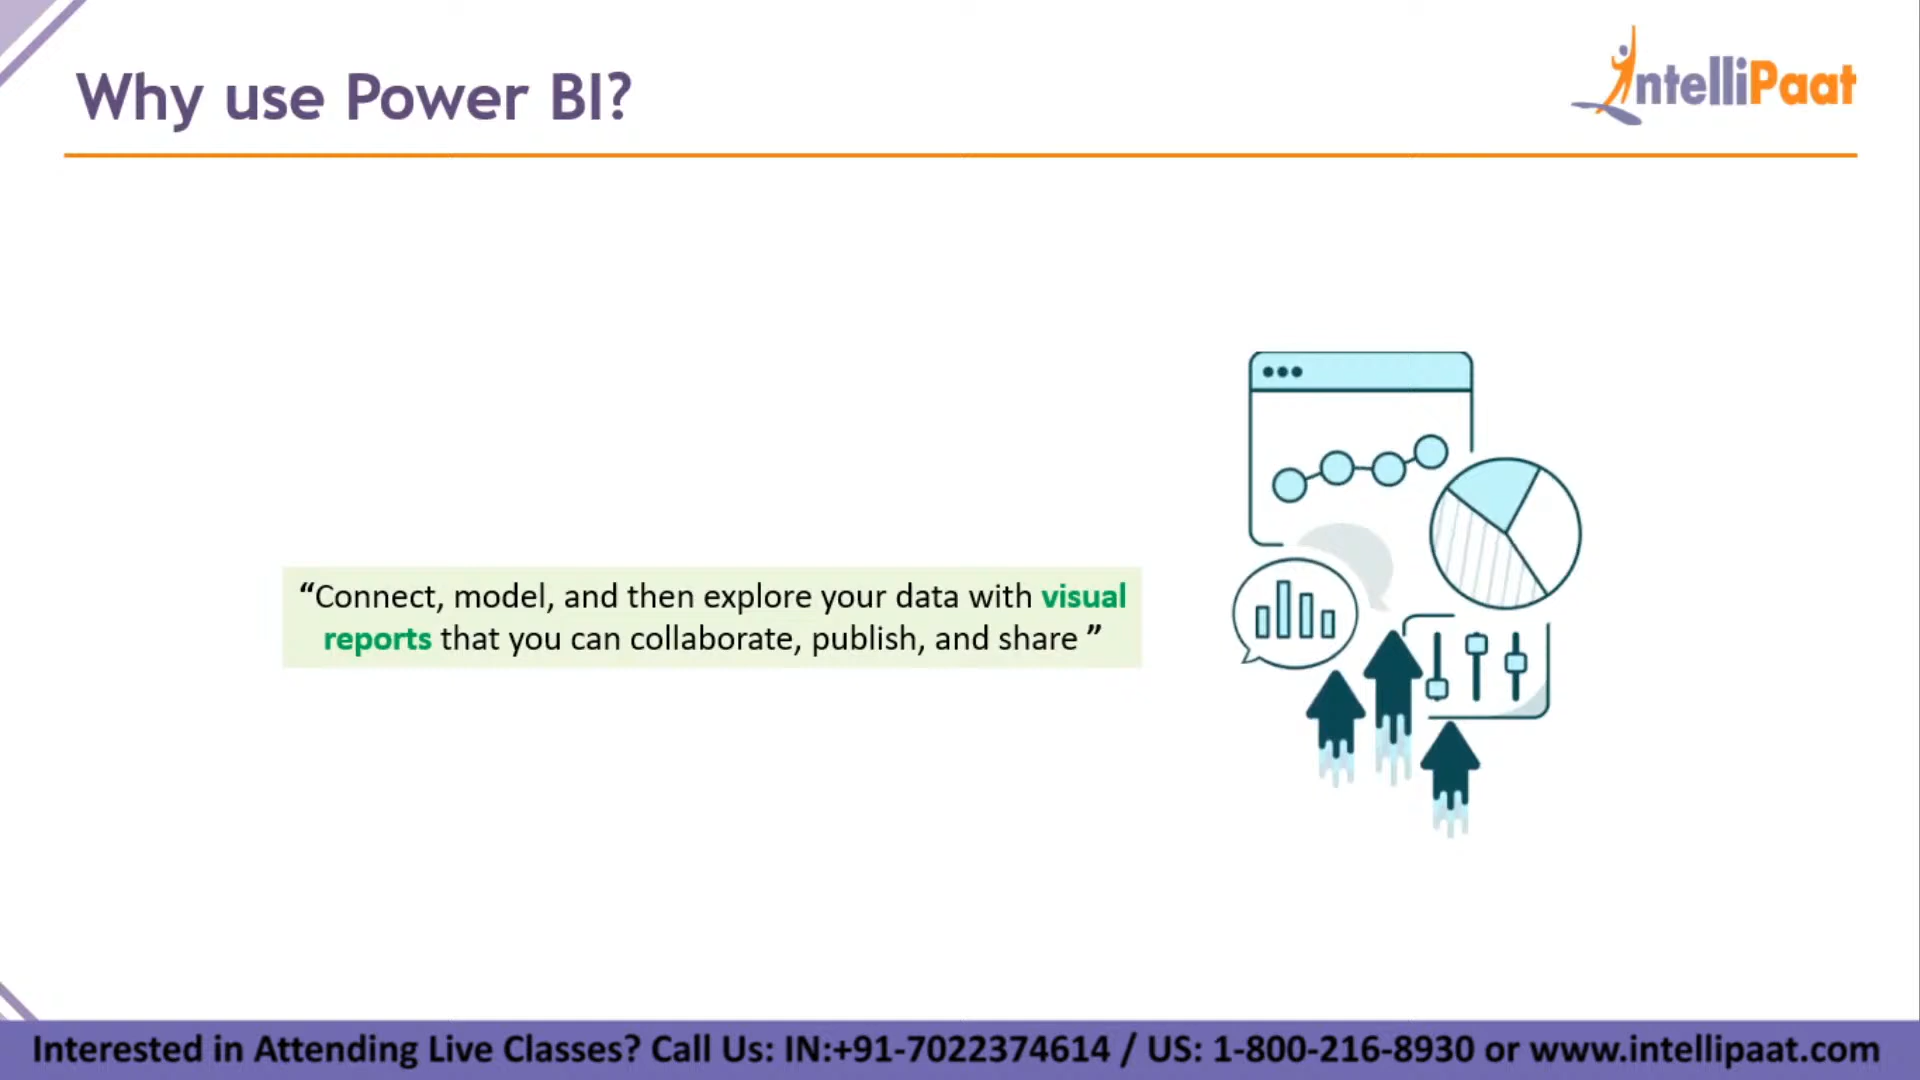 Why use Power BI?
IntelliPaat
“Connect, model, and then explore your data with visual
reports that you can collaborate, publish, and share ”
Interested in Attending Live Classes? Call Us: IN:+91-7022374614 / US: 1-800-216-8930 or www.intellipaat.com